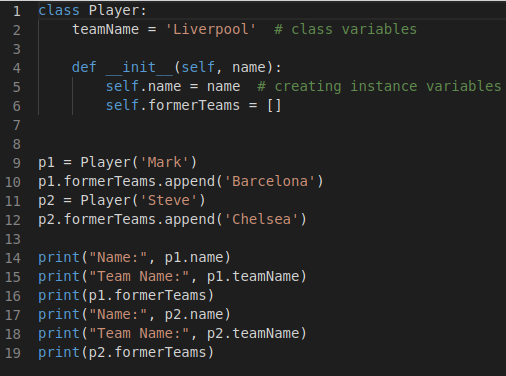 1 class Player:
2     teamName = 'Liverpool'  # class variables
3
4     def __init__(self, name):
5         self.name = name  # creating instance variables
6         self.formerTeams = []
7
8
9 p1 = Player('Mark')
10 p1.formerTeams.append('Barcelona')
11 p2 = Player('Steve')
12 p2.formerTeams.append('Chelsea')
13
14 print("Name:", p1.name)
15 print("Team Name:", p1.teamName)
16 print(p1.formerTeams)
17 print("Name:", p2.name)
18 print("Team Name:", p2.teamName)
19 print(p2.formerTeams)